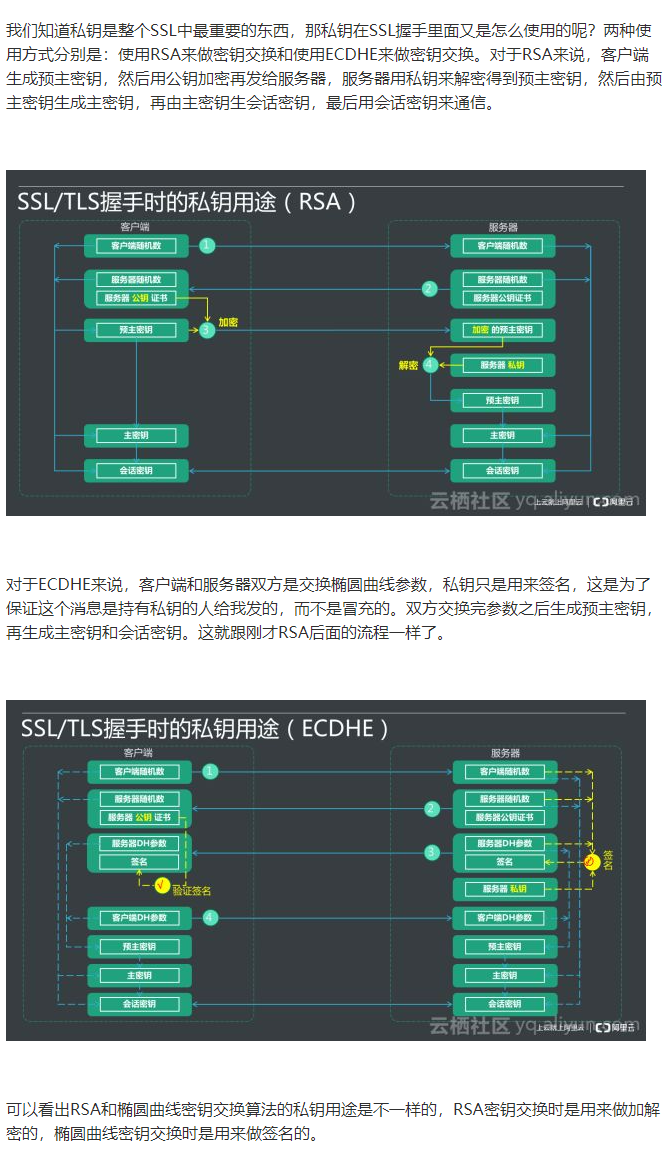 我们知道私钥是整个SSL中最重要的东西，那私钥在SSL握手里面又是怎么使用的呢？两种使
用方式分别是：使用RSA来做密钥交换和使用ECDHE来做密钥交换。对于RSA来说，客户端
生成预主密钥，然后用公钥加密再发给服务器，服务器用私钥来解密得到预主密钥，然后由预
主密钥生成主密钥，再由主密钥生会话密钥，最后用会话密钥来通信。
SSL/TLS握手时的私钥用途（RSA）
客户端
服务器
客户端随机数
1
客户端随机数
服务器随机数
服务器 公钥 证书
2
服务器随机数
服务器公钥证书
预主密钥
3
加密
加密 的预主密钥
解密
4
服务器 私钥
预主密钥
主密钥
主密钥
会话密钥
会话密钥
云栖社区 yq.aliyun.com
上云就上阿里云
阿里云
对于ECDHE来说，客户端和服务器双方是交换椭圆曲线参数，私钥只是用来签名，这是为了
保证这个消息是持有私钥的人给我发的，而不是冒充的。双方交换完参数之后生成预主密钥，
再生成主密钥和会话密钥。这就跟刚才RSA后面的流程一样了。
SSL/TLS握手时的私钥用途（ECDHE）
客户端
服务器
客户端随机数
1
客户端随机数
服务器随机数
服务器 公钥 证书
2
服务器随机数
服务器公钥证书
服务器DH参数
签名
3
服务器DH参数
签名
签名
验证签名
服务器 私钥
客户端DH参数
4
客户端DH参数
预主密钥
预主密钥
主密钥
主密钥
会话密钥
会话密钥
云栖社区 yq.aliyun.com
上云就上阿里云
阿里云
可以看出RSA和椭圆曲线密钥交换算法的私钥用途是不一样的，RSA密钥交换时是用来做加解
密的，椭圆曲线密钥交换时是用来做签名的。